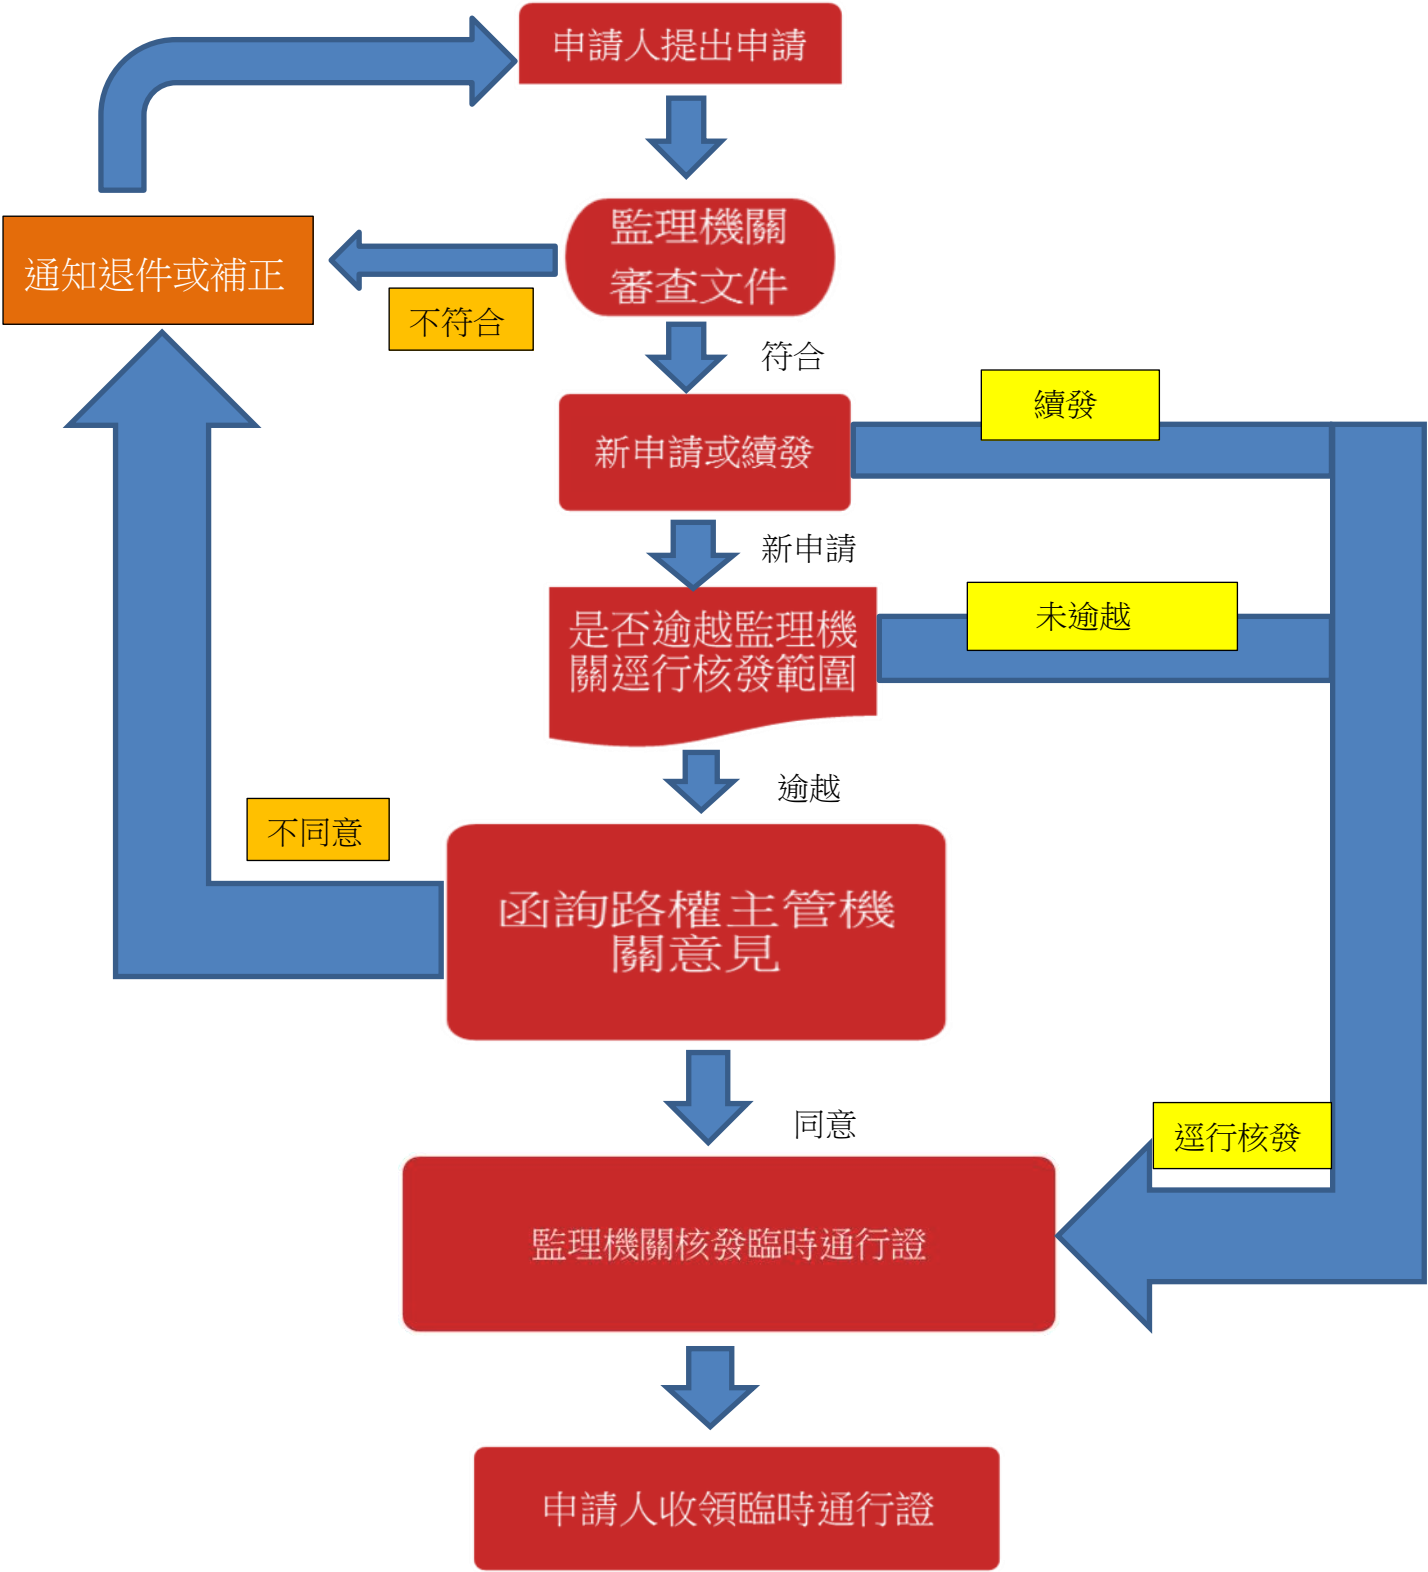 申請人提出申請
監理機關
審查文件
通知退件或補正
不符合
符合
續發
新申請或續發
新申請
未逾越
是否逾越監理機
關逕行核發範圍
逾越
不同意
函詢路權主管機
關意見
同意
逕行核發
監理機關核發臨時通行證
申請人收領臨時通行證